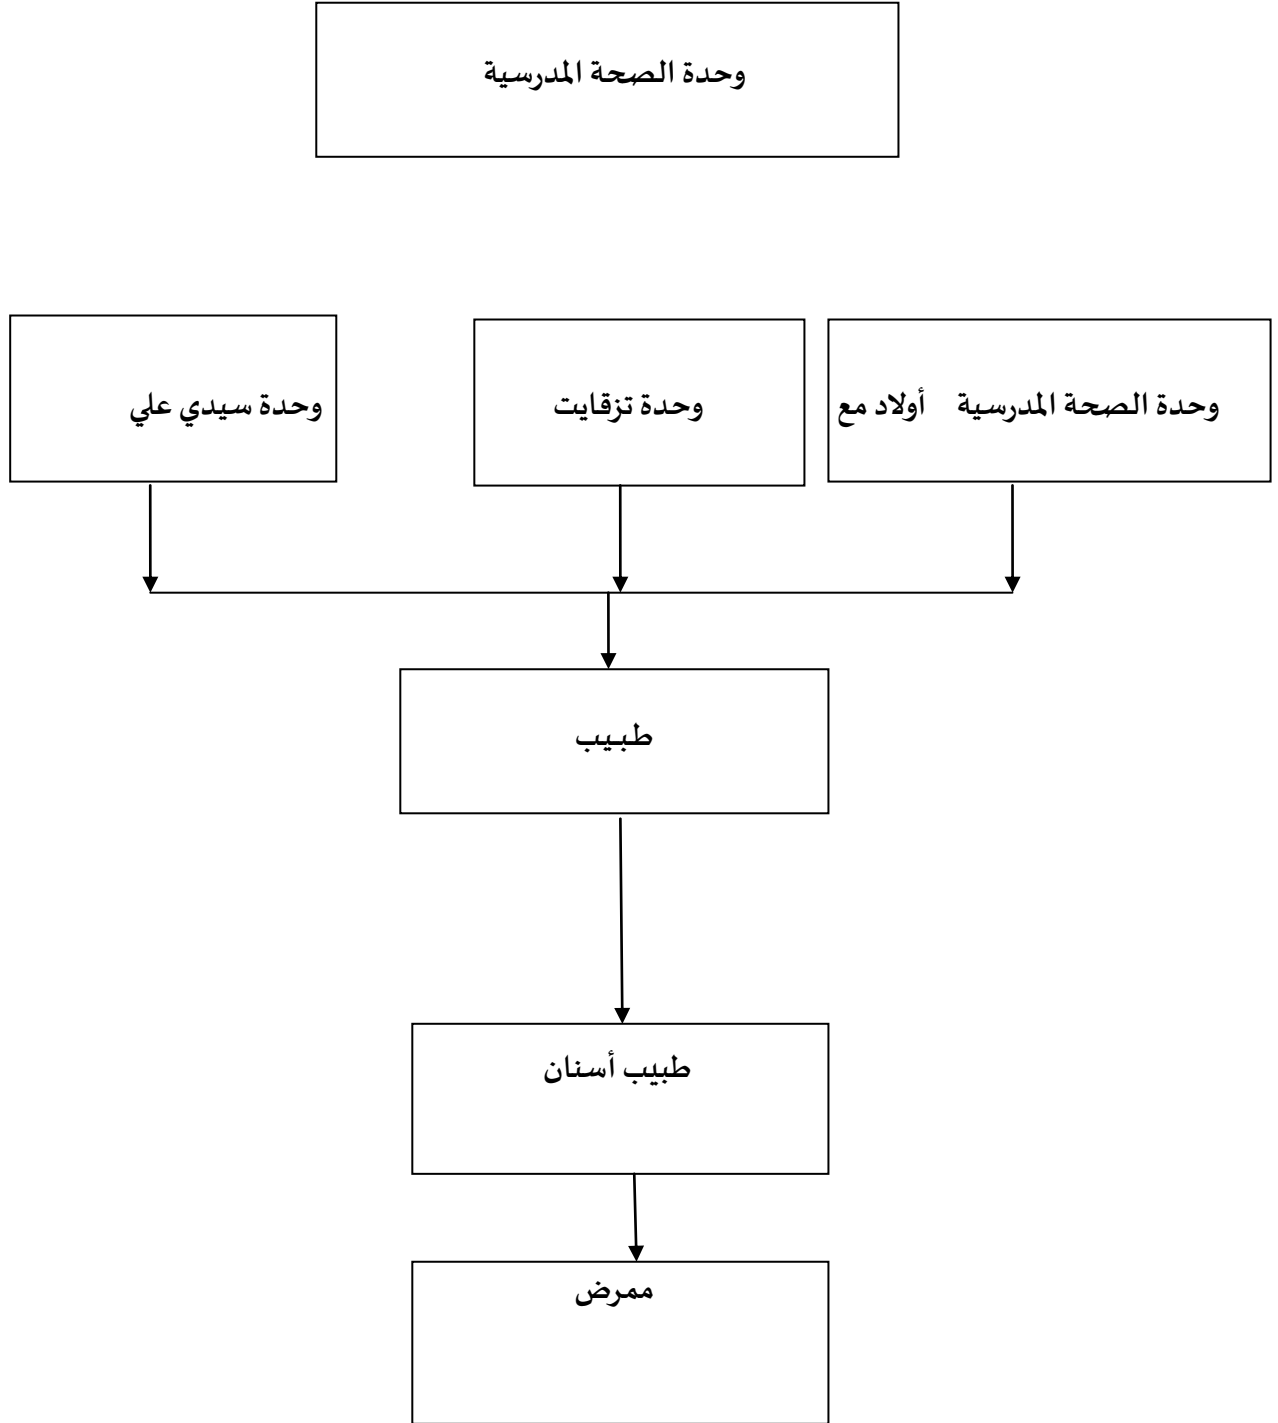 وحدة الصحة المدرسية
وحدة الصحة المدرسية أولاد مع
وحدة تزقايت
وحدة سيدي علي
طبيب
طبيب أسنان
ممرض